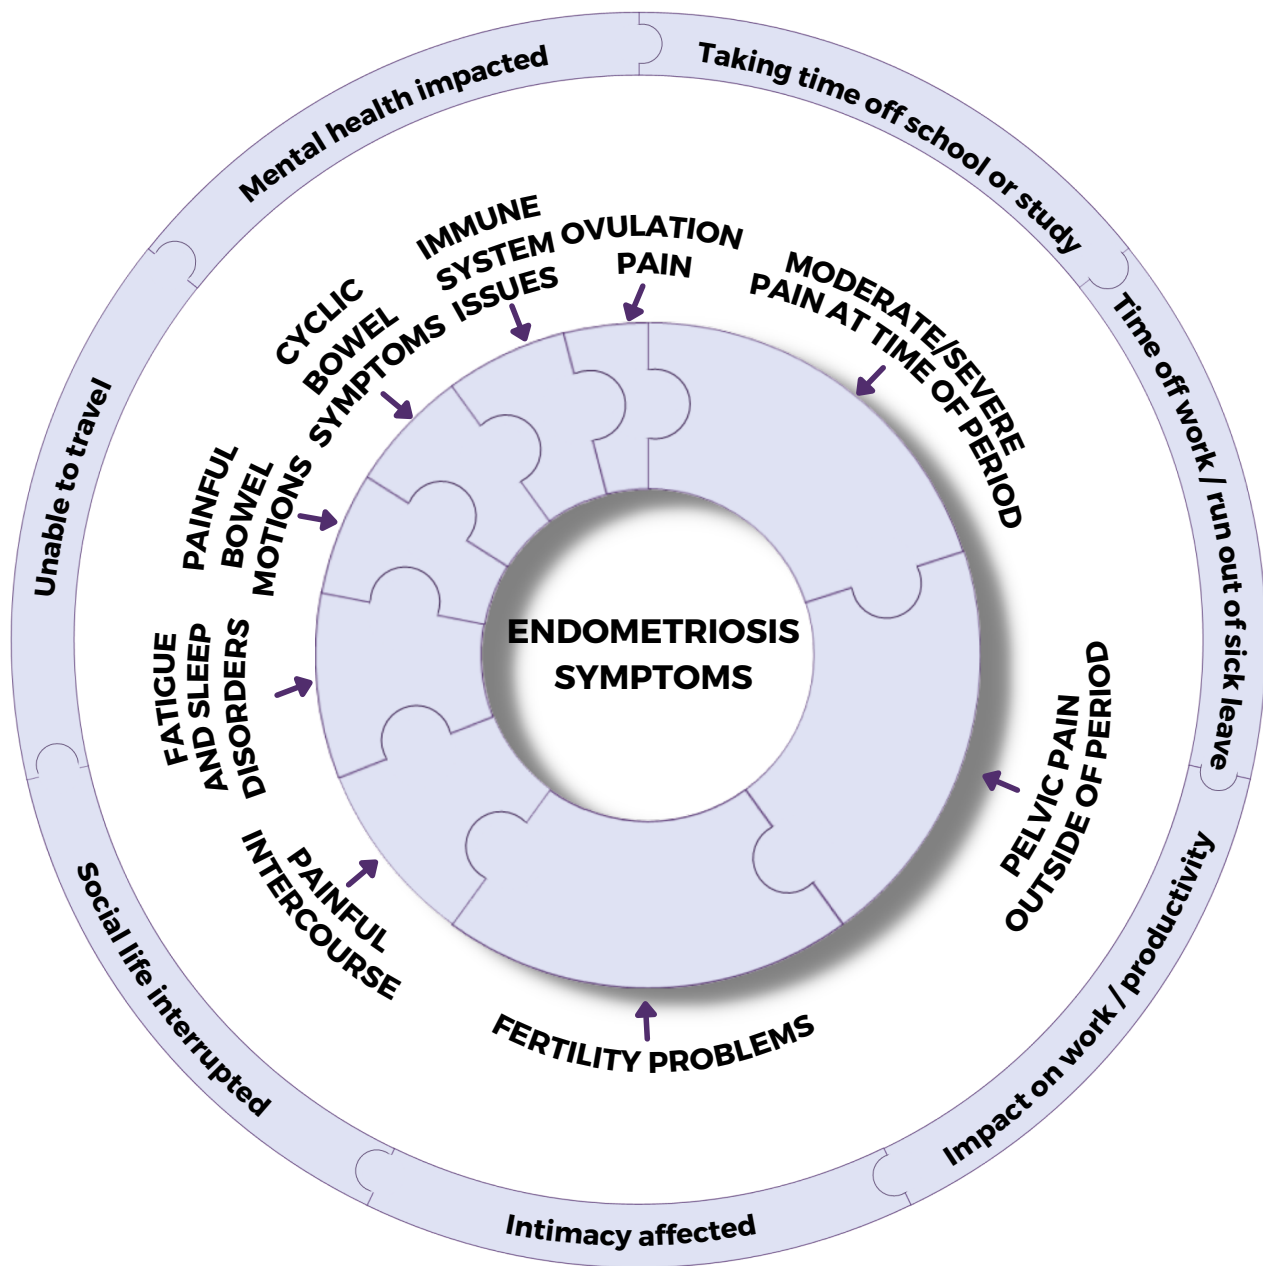 Taking time off school or study
Time off work / run out of sick leave
Impact on work / productivity
Intimacy affected
Social life interrupted
Unable to travel
Mental health impacted
MODERATE/SEVERE
PAIN AT TIME OF PERIOD
PELVIC PAIN
OUTSIDE OF PERIOD
FERTILITY PROBLEMS
PAINFUL
INTERCOURSE
FATIGUE
AND SLEEP
DISORDERS
PAINFUL
BOWEL
MOTIONS
CYCLIC
BOWEL
SYMPTOMS
IMMUNE
SYSTEM
ISSUES
OVULATION
PAIN
ENDOMETRIOSIS
SYMPTOMS